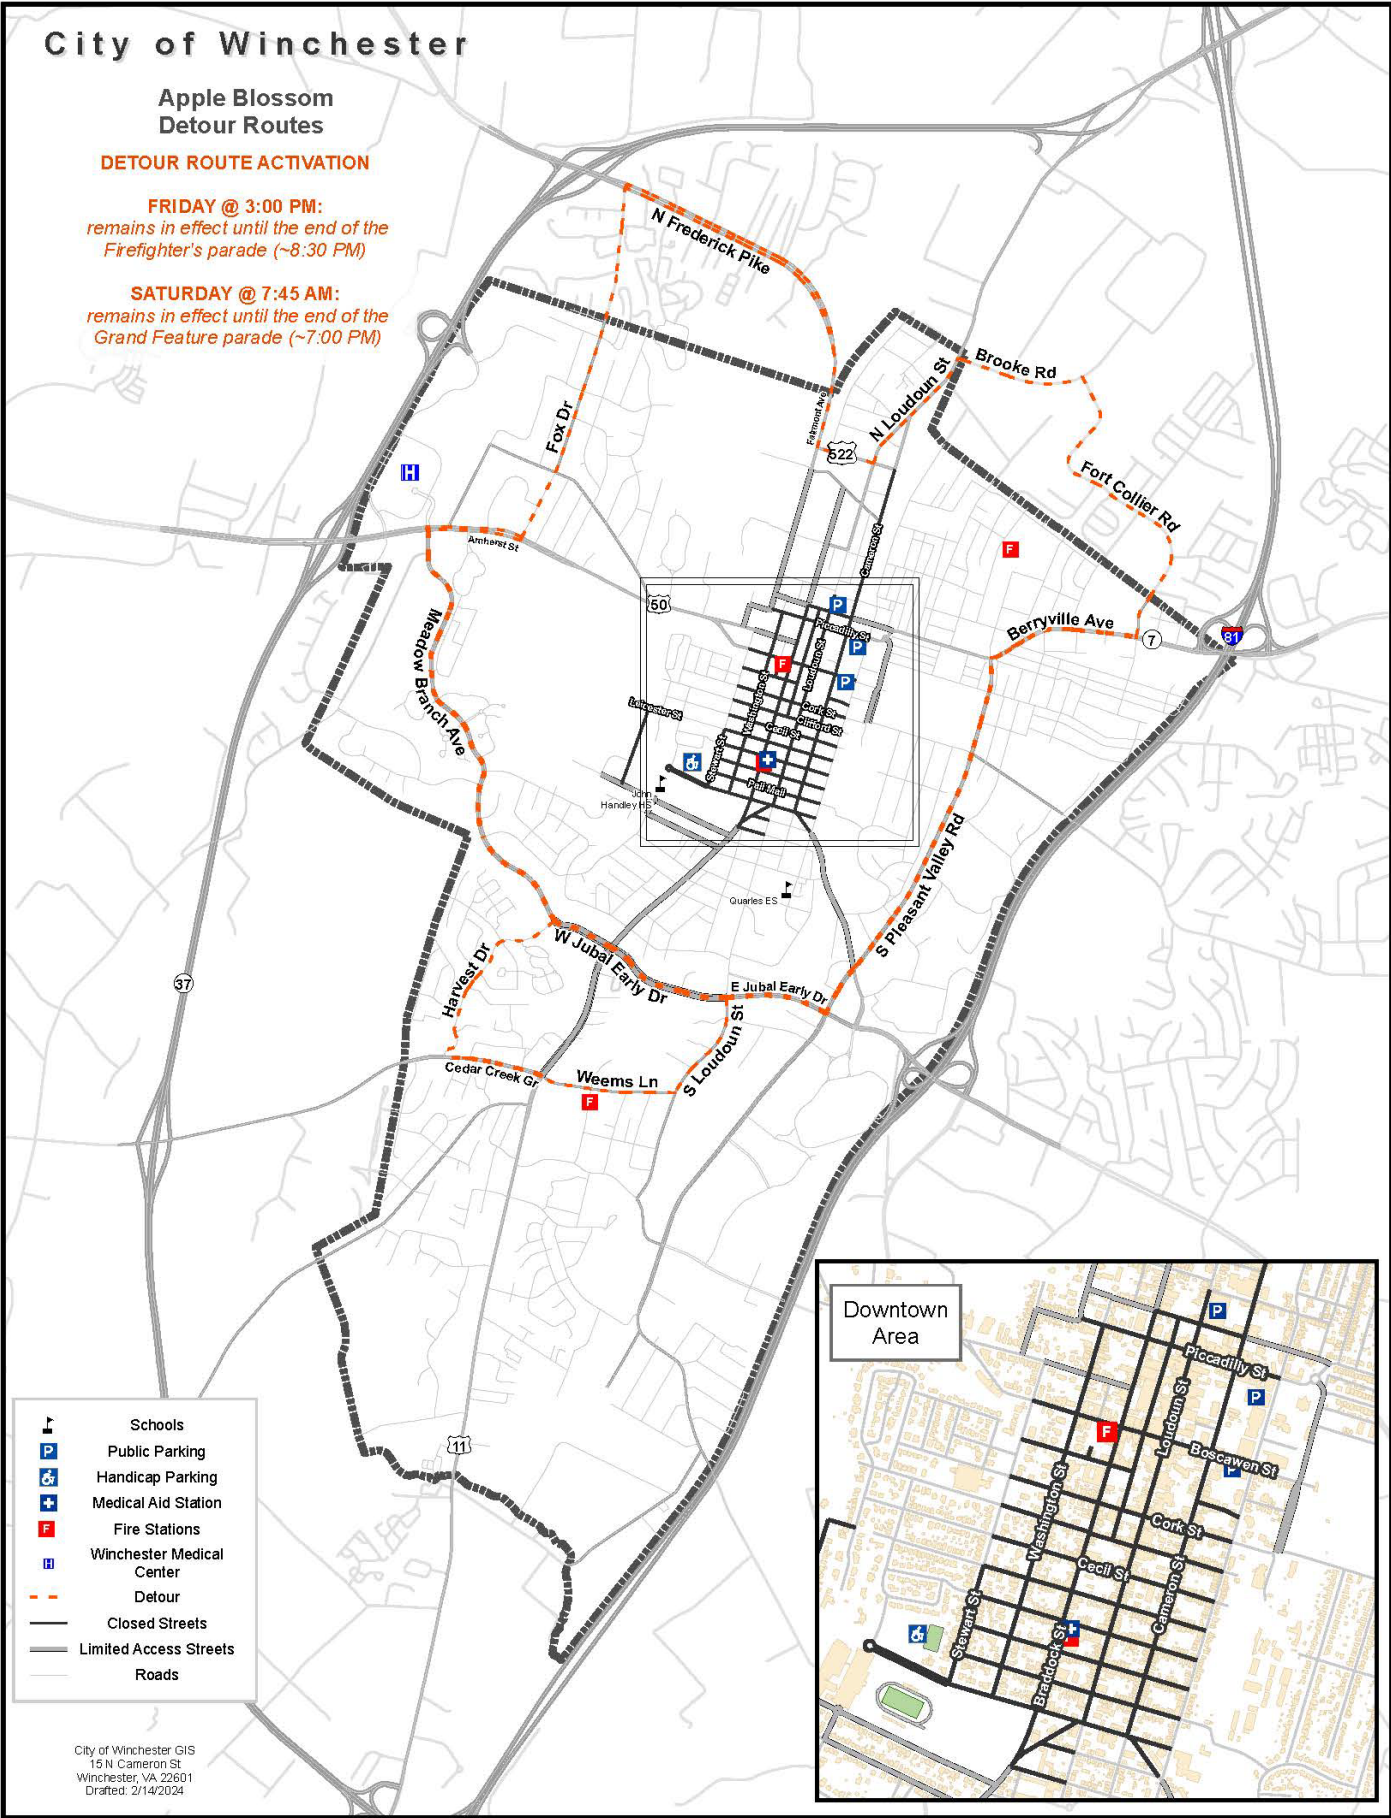 City of Winchester
Apple Blossom
Detour Routes
DETOUR ROUTE ACTIVATION
FRIDAY @ 3:00 PM:
remains in effect until the end of the
Firefighter's parade (~8:30 PM)
SATURDAY @ 7:45 AM:
remains in effect until the end of the
Grand Feature parade (~7:00 PM)
N Frederick Pike
Brooke Rd
N Loudoun St
Fairmont Ave
Fox Dr
522
H
Fort Collier Rd
Amherst St
Cameron St
F
50
P
Piccadilly St
Berryville Ave
7
81
P
Meadow Branch Ave
F
Loudoun St
P
Washington St
Leicester St
Cork St
Clifford St
Cecil St
Stewart St
Pall Mall
John
Handley HS
S Pleasant Valley Rd
Quarles ES
W Jubal Early Dr
Harvest Dr
37
E Jubal Early Dr
S Loudoun St
Cedar Creek Gr
Weems Ln
F
11
Downtown
Area
P
Piccadilly St
P
F
Loudoun St
Boscawen St
P
Washington St
Cork St
Cecil St
Cameron St
Stewart St
Braddock St
Schools
P
Public Parking
Handicap Parking
Medical Aid Station
F
Fire Stations
H
Winchester Medical
Center
Detour
Closed Streets
Limited Access Streets
Roads
City of Winchester GIS
15 N Cameron St
Winchester, VA 22601
Drafted: 2/14/2024